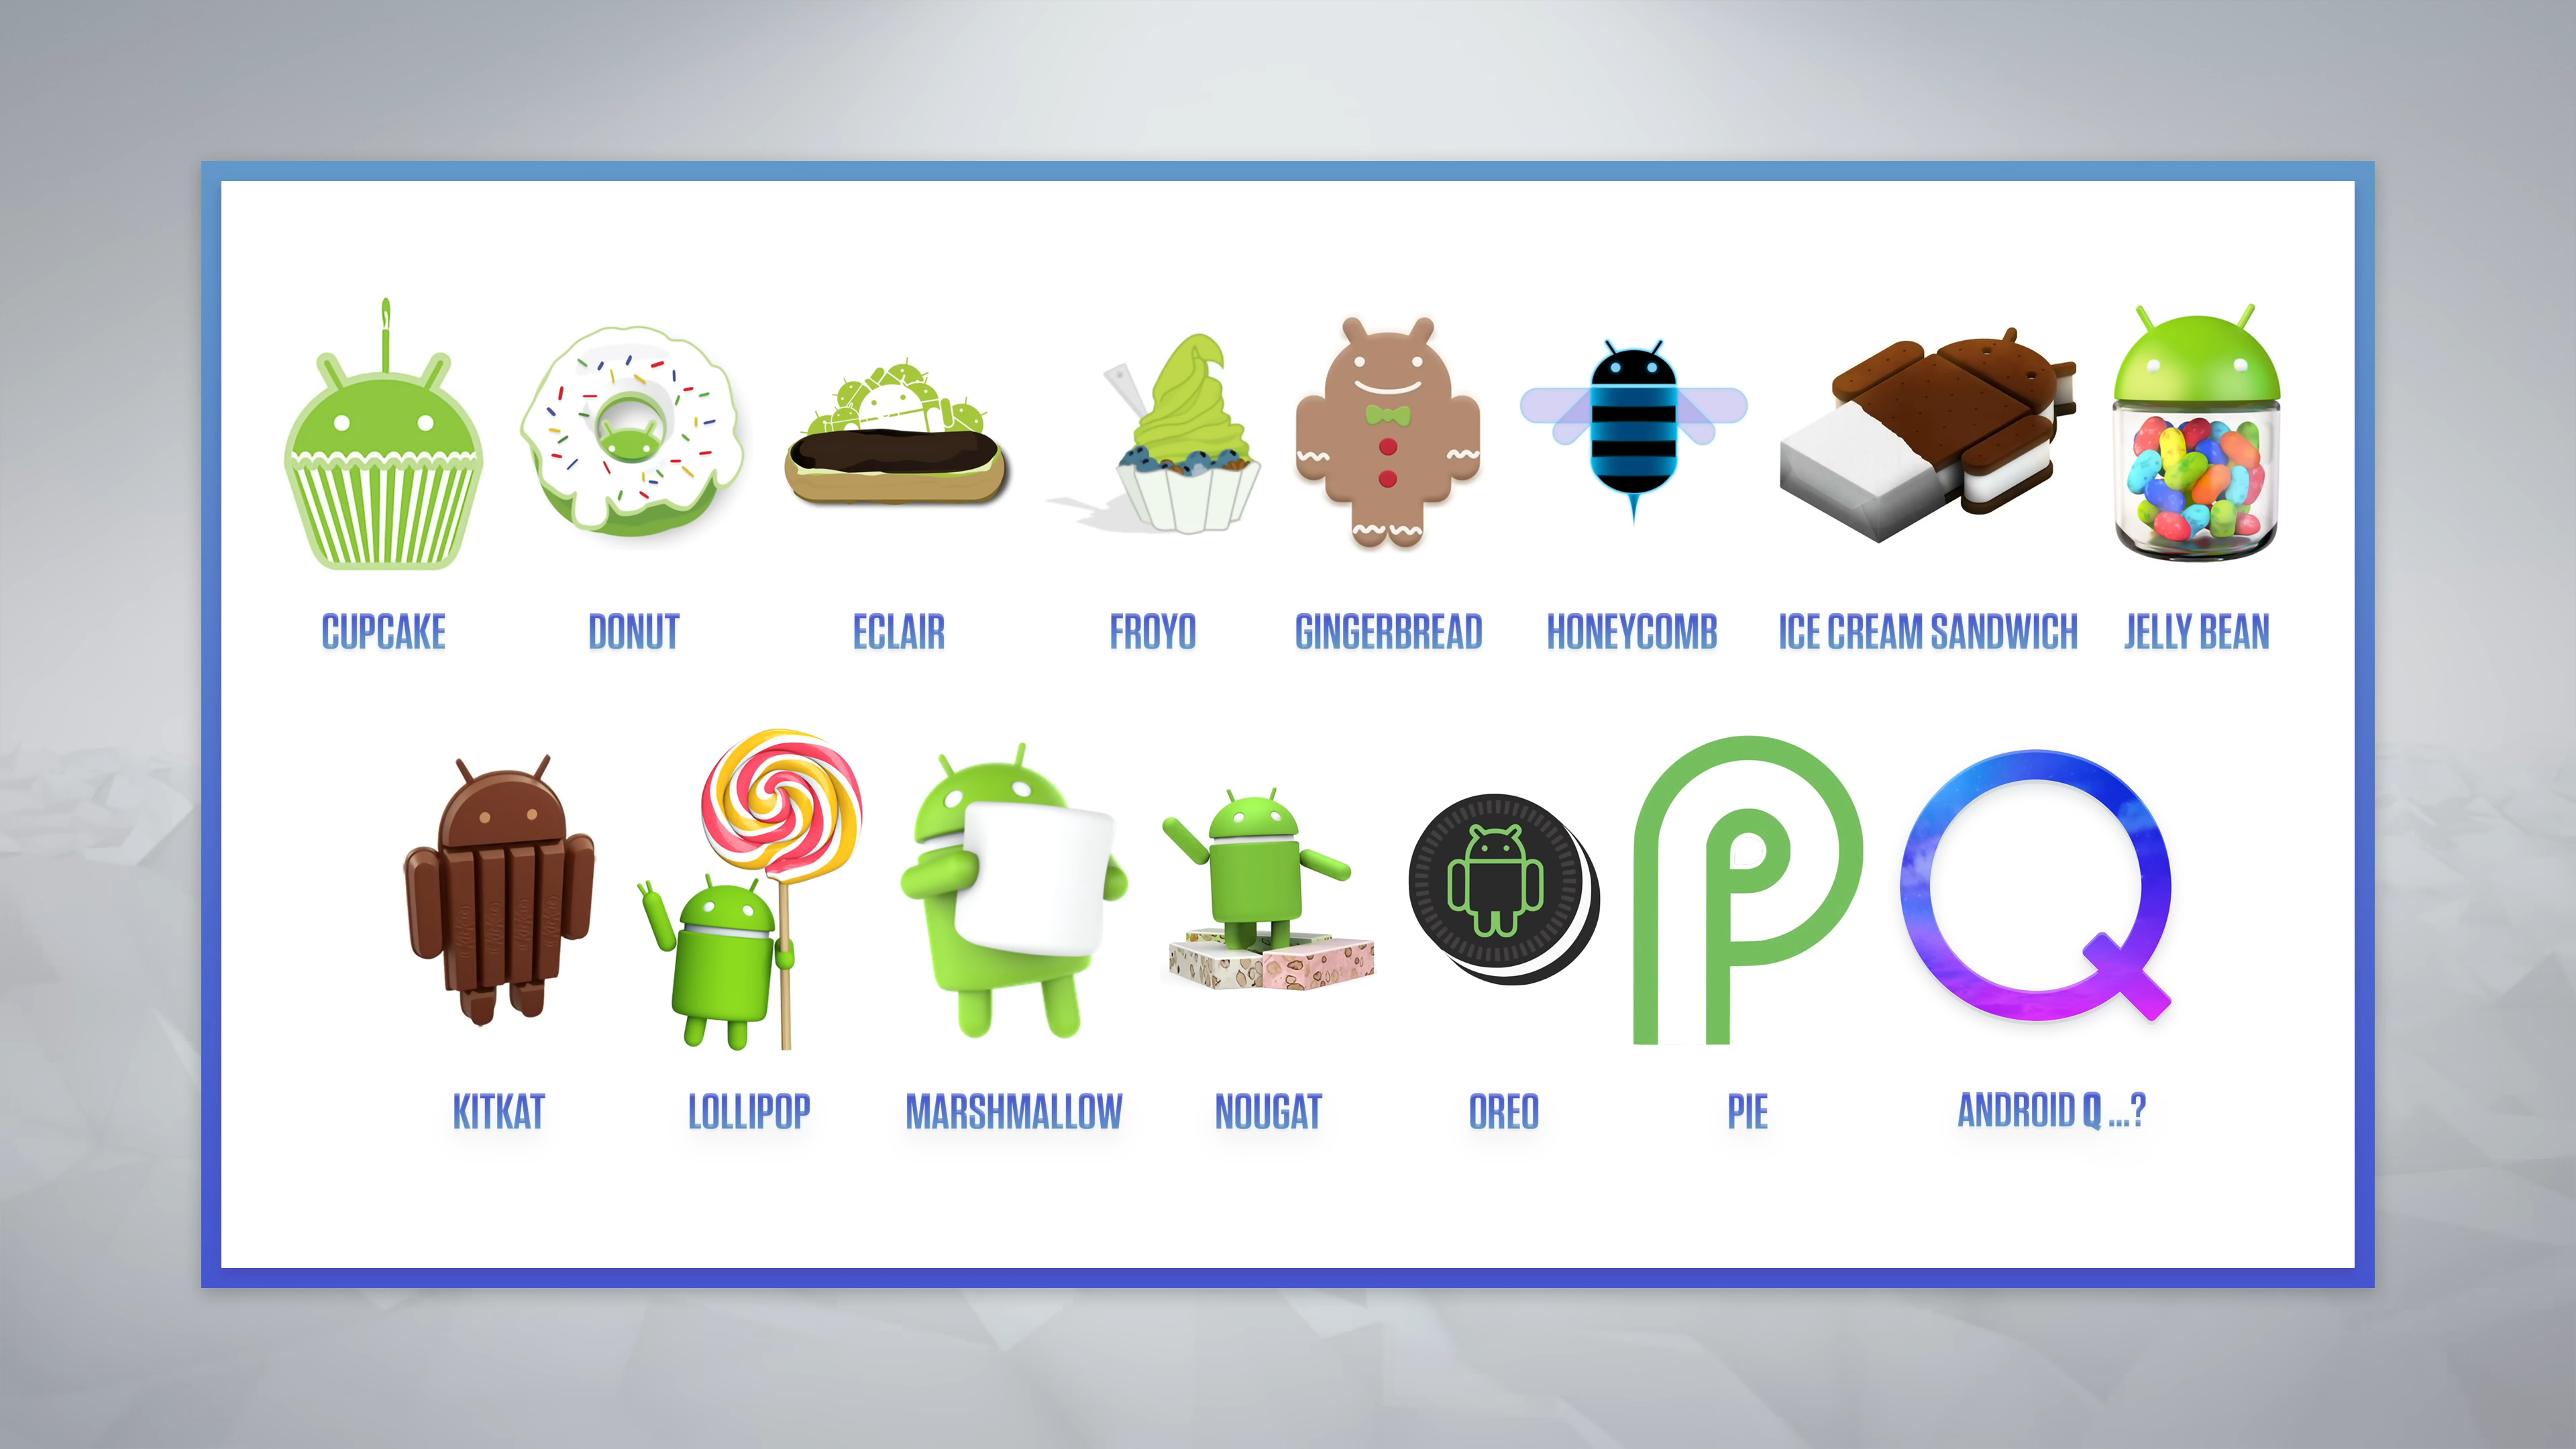 CUPCAKE DONUT ECLAIR FROYO GINGERBREAD HONEYCOMB ICE CREAM SANDWICH JELLY BEAN
KITKAT LOLLIPOP MARSHMALLOW NOUGAT OREO PIE ANDROID Q ...?